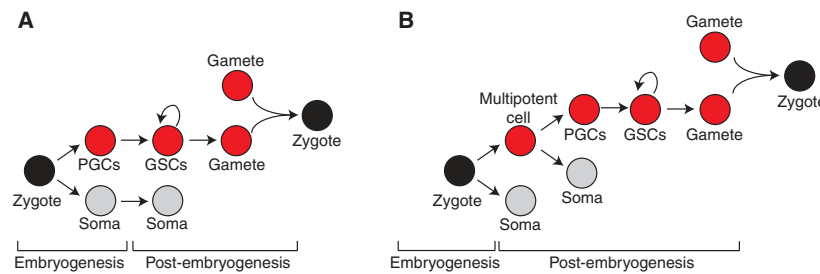 A
Gamete
Zygote
PGCs
GSCs
Gamete
Zygote
Soma
Soma
Embryogenesis
Post-embryogenesis
B
Gamete
Zygote
Multipotent
cell
PGCs
GSCs
Gamete
Zygote
Soma
Soma
Embryogenesis
Post-embryogenesis